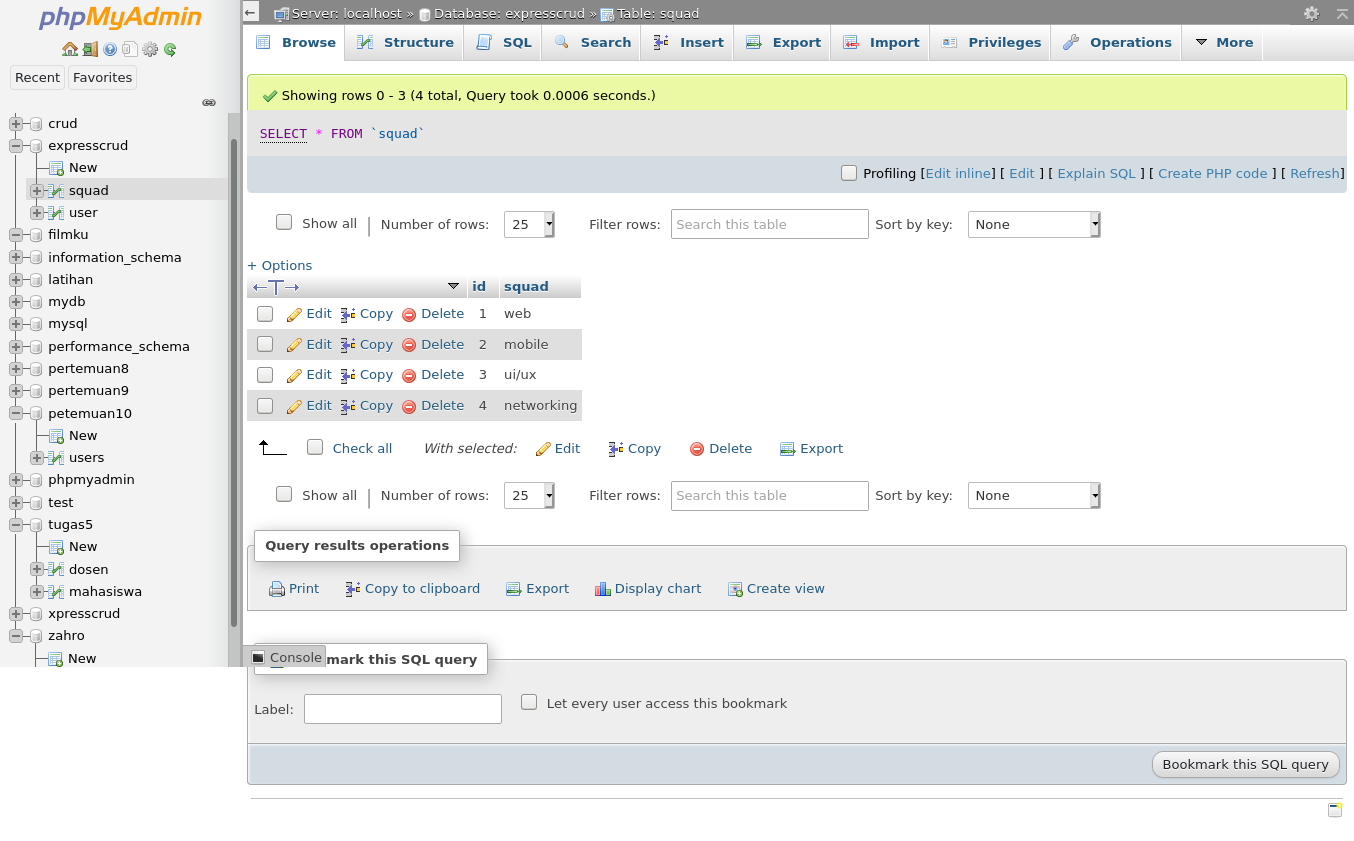 phpMyAdmin
Recent Favorites
crud
expresscrud
New
squad
user
filmku
information_schema
latihan
mydb
mysql
performance_schema
pertemuan8
pertemuan9
petemuan10
New
users
phpmyadmin
test
tugas5
New
dosen
mahasiswa
xpresscrud
zahro
New
← Server: localhost » Database: expresscrud » Table: squad
Browse Structure SQL Search Insert Export Import Privileges Operations More
Showing rows 0 - 3 (4 total, Query took 0.0006 seconds.)
SELECT * FROM `squad`
Profiling [Edit inline] [ Edit ] [ Explain SQL ] [ Create PHP code ] [ Refresh]
Show all | Number of rows: 25 Filter rows: Search this table Sort by key: None
+ Options
←T→ id squad
Edit Copy Delete 1 web
Edit Copy Delete 2 mobile
Edit Copy Delete 3 ui/ux
Edit Copy Delete 4 networking
Check all With selected: Edit Copy Delete Export
Show all | Number of rows: 25 Filter rows: Search this table Sort by key: None
Query results operations
Print Copy to clipboard Export Display chart Create view
Console
mark this SQL query
Label: Let every user access this bookmark
Bookmark this SQL query